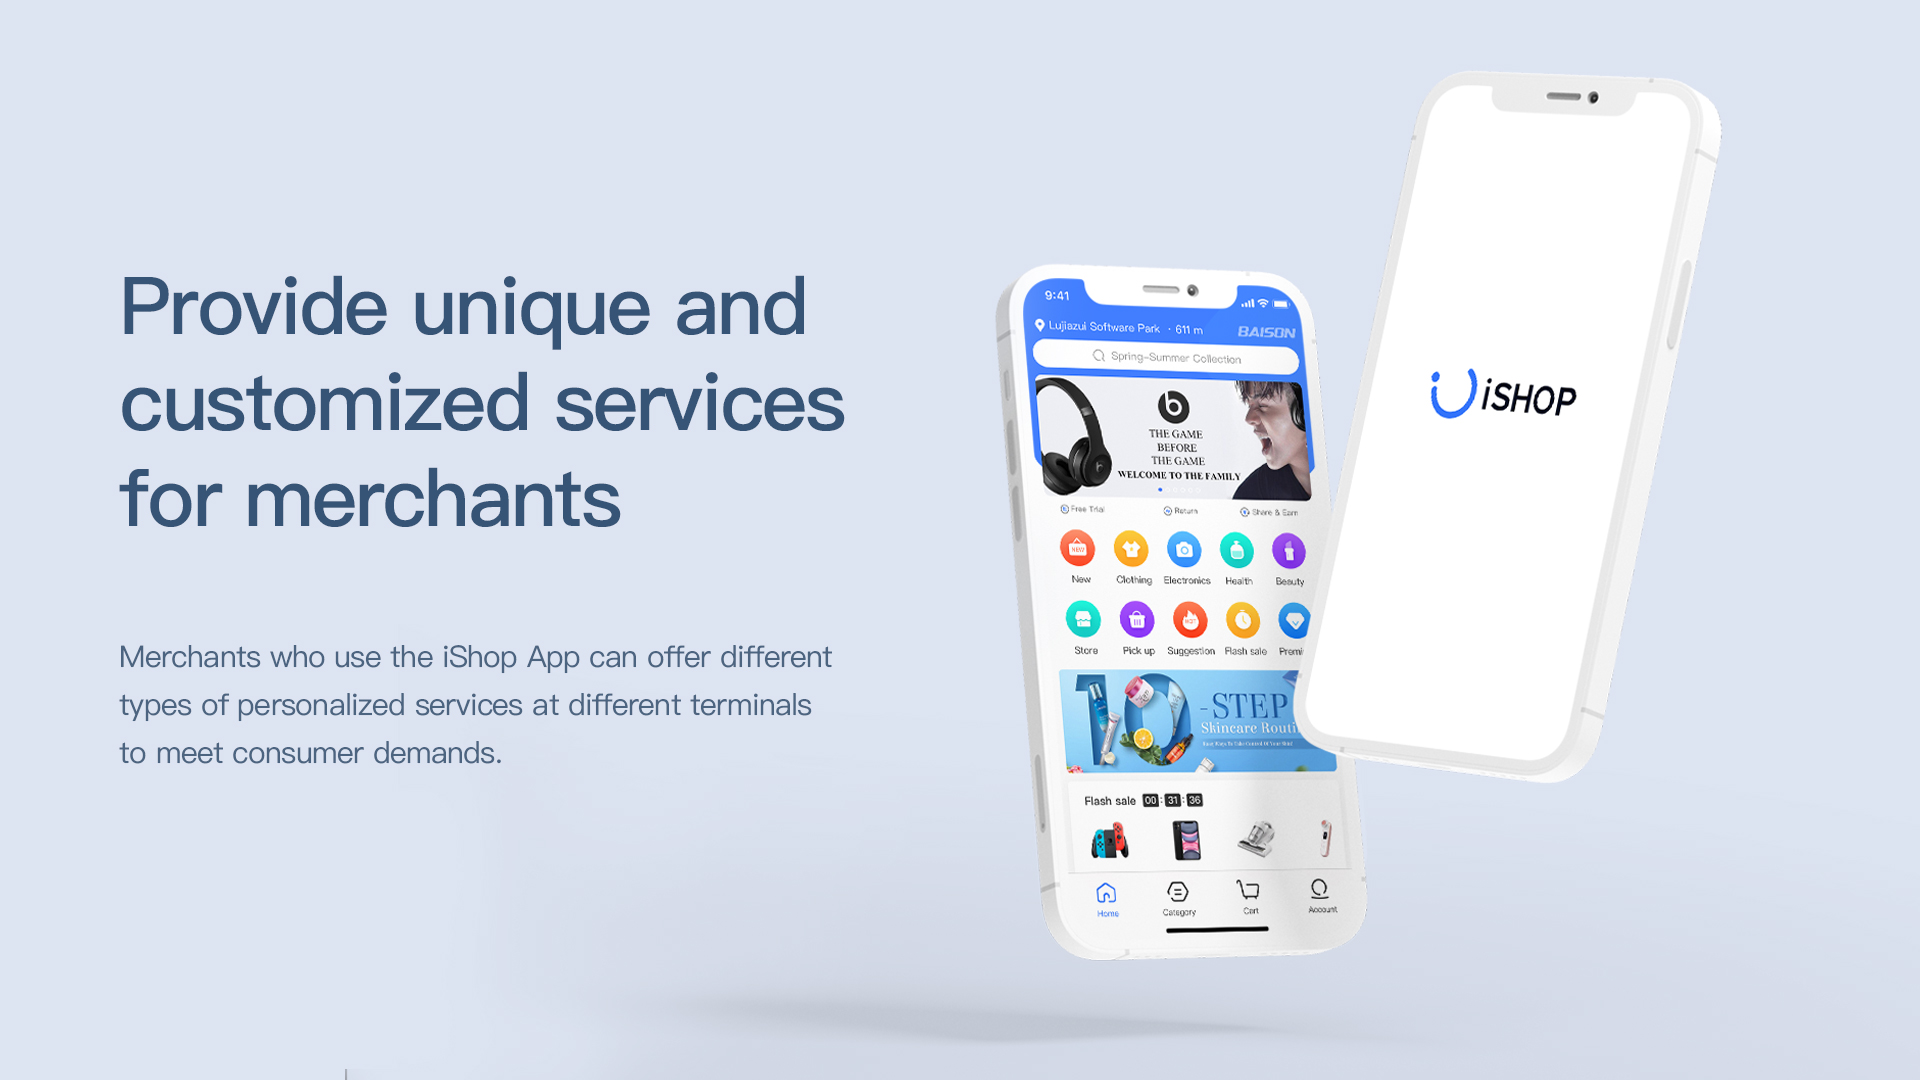 Provide unique and
customized services
for merchants
Merchants who use the iShop App can offer different
types of personalized services at different terminals
to meet consumer demands.
9:41
Lujiazui Software Park · 611 m
BAISON
Spring-Summer Collection
THE GAME
BEFORE
THE GAME
WELCOME TO THE FAMILY
Free Trial Return Share & Earn
NEW
New Clothing Electronics Health Beauty
Store Pick up Suggestion Flash sale Premi
10 -STEP
Skincare Routi
Flash sale 00 : 31 : 36
Home Category Cart Account
iSHOP